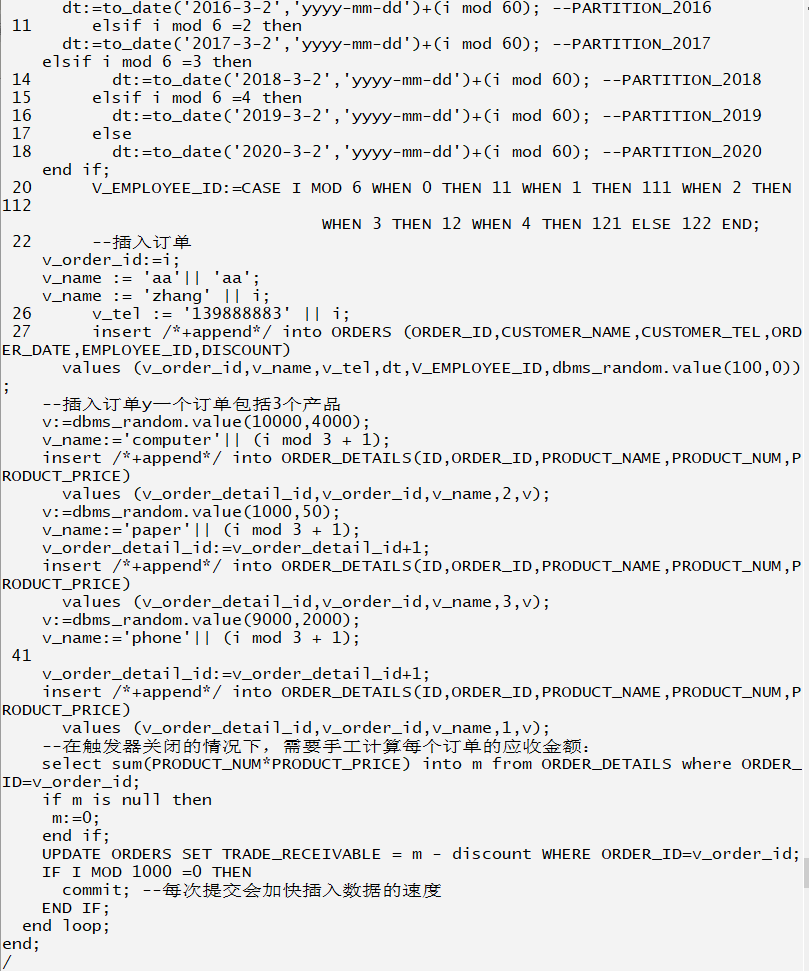 dt:=to_date('2016-3-2','yyyy-mm-dd')+(i mod 60); --PARTITION_2016
11      elsif i mod 6 =2 then
dt:=to_date('2017-3-2','yyyy-mm-dd')+(i mod 60); --PARTITION_2017
elsif i mod 6 =3 then
14        dt:=to_date('2018-3-2','yyyy-mm-dd')+(i mod 60); --PARTITION_2018
15      elsif i mod 6 =4 then
16        dt:=to_date('2019-3-2','yyyy-mm-dd')+(i mod 60); --PARTITION_2019
17      else
18        dt:=to_date('2020-3-2','yyyy-mm-dd')+(i mod 60); --PARTITION_2020
end if;
20      V_EMPLOYEE_ID:=CASE I MOD 6 WHEN 0 THEN 11 WHEN 1 THEN 111 WHEN 2 THEN
112
WHEN 3 THEN 12 WHEN 4 THEN 121 ELSE 122 END;
22      --插入订单
v_order_id:=i;
v_name := 'aa'|| 'aa';
v_name := 'zhang' || i;
26      v_tel := '139888883' || i;
27      insert /*+append*/ into ORDERS (ORDER_ID,CUSTOMER_NAME,CUSTOMER_TEL,ORD
ER_DATE,EMPLOYEE_ID,DISCOUNT)
values (v_order_id,v_name,v_tel,dt,V_EMPLOYEE_ID,dbms_random.value(100,0))
;
--插入订单y一个订单包括3个产品
v:=dbms_random.value(10000,4000);
v_name:='computer'|| (i mod 3 + 1);
insert /*+append*/ into ORDER_DETAILS(ID,ORDER_ID,PRODUCT_NAME,PRODUCT_NUM,P
RODUCT_PRICE)
values (v_order_detail_id,v_order_id,v_name,2,v);
v:=dbms_random.value(1000,50);
v_name:='paper'|| (i mod 3 + 1);
v_order_detail_id:=v_order_detail_id+1;
insert /*+append*/ into ORDER_DETAILS(ID,ORDER_ID,PRODUCT_NAME,PRODUCT_NUM,P
RODUCT_PRICE)
values (v_order_detail_id,v_order_id,v_name,3,v);
v:=dbms_random.value(9000,2000);
v_name:='phone'|| (i mod 3 + 1);
41
v_order_detail_id:=v_order_detail_id+1;
insert /*+append*/ into ORDER_DETAILS(ID,ORDER_ID,PRODUCT_NAME,PRODUCT_NUM,P
RODUCT_PRICE)
values (v_order_detail_id,v_order_id,v_name,1,v);
--在触发器关闭的情况下，需要手工计算每个订单的应收金额：
select sum(PRODUCT_NUM*PRODUCT_PRICE) into m from ORDER_DETAILS where ORDER_
ID=v_order_id;
if m is null then
m:=0;
end if;
UPDATE ORDERS SET TRADE_RECEIVABLE = m - discount WHERE ORDER_ID=v_order_id;
IF I MOD 1000 =0 THEN
commit; --每次提交会加快插入数据的速度
END IF;
end loop;
end;
/